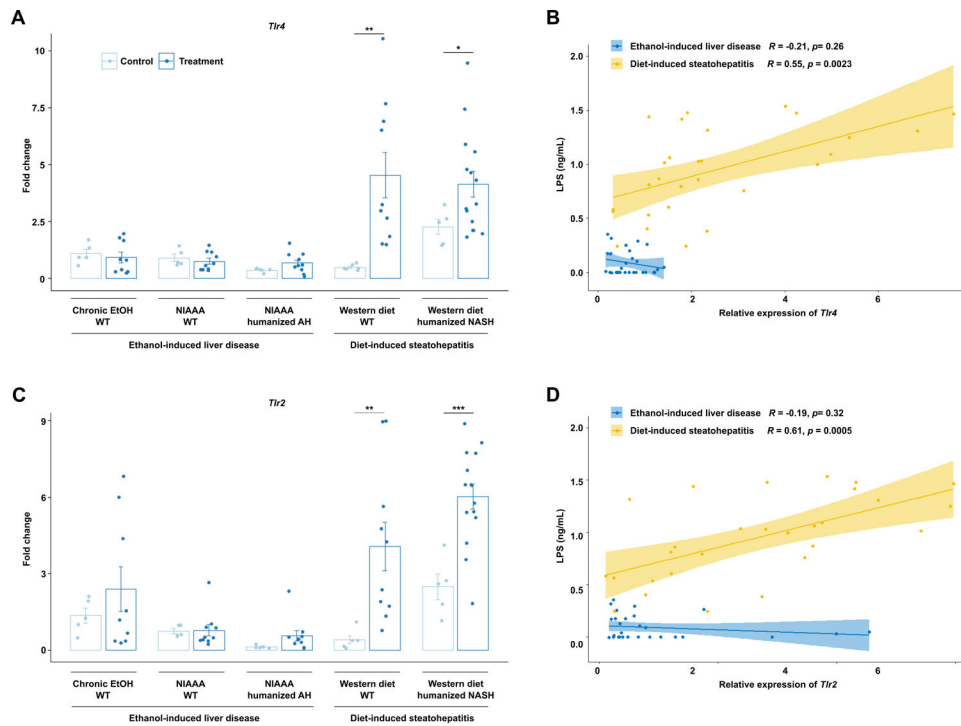 A
Tlr4
Control
Treatment
**
*
10
7.5
5.0
2.5
0
Fold change
Chronic EtOH
WT
NIAAA
WT
NIAAA
humanized AH
Western diet
WT
Western diet
humanized NASH
Ethanol-induced liver disease
Diet-induced steatohepatitis
B
Ethanol-induced liver disease R = -0.21, p= 0.26
Diet-induced steatohepatitis R = 0.55, p = 0.0023
2.0
1.5
1.0
0.5
0.0
LPS (ng/mL)
0
2
4
6
Relative expression of Tlr4
C
Tlr2
**
***
9
6
3
0
Fold change
Chronic EtOH
WT
NIAAA
WT
NIAAA
humanized AH
Western diet
WT
Western diet
humanized NASH
Ethanol-induced liver disease
Diet-induced steatohepatitis
D
Ethanol-induced liver disease R = -0.19, p= 0.32
Diet-induced steatohepatitis R = 0.61, p = 0.0005
2.0
1.5
1.0
0.5
0.0
LPS (ng/mL)
0
2
4
6
Relative expression of Tlr2